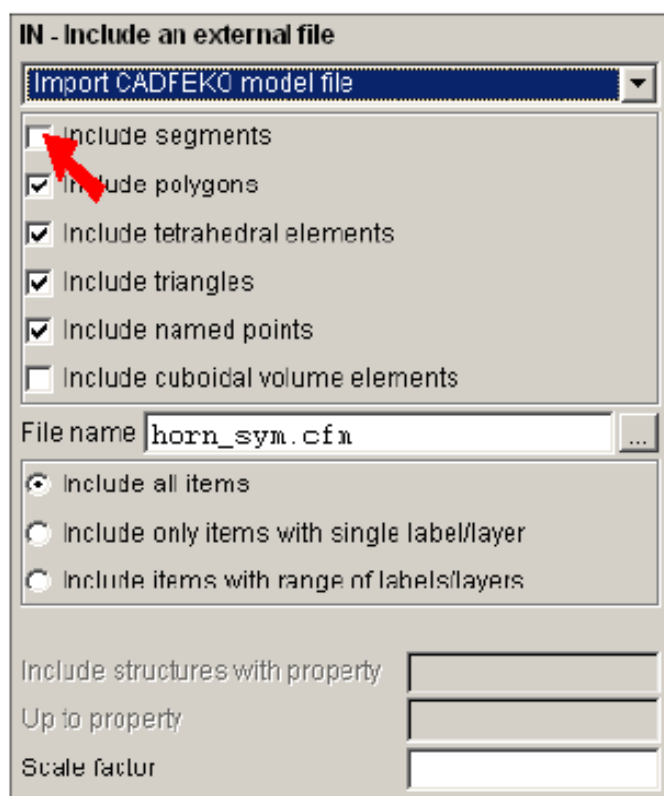 IN - Include an external file
Import CADFEKO model file
Include segments
Include polygons
Include tetrahedral elements
Include triangles
Include named points
Include cuboidal volume elements
File name horn_sym.cfm ...
Include all items
Include only items with single label/layer
Include items with range of labels/layers
Include structures with property
Up to property
Scale factor